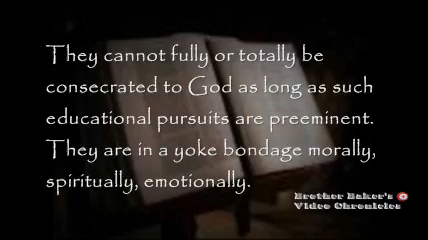 They cannot fully or totally be
consecrated to God as long as such
educational pursuits are preeminent.
They are in a yoke bondage morally,
spiritually, emotionally.
Brother Baker's
Video Chronicles